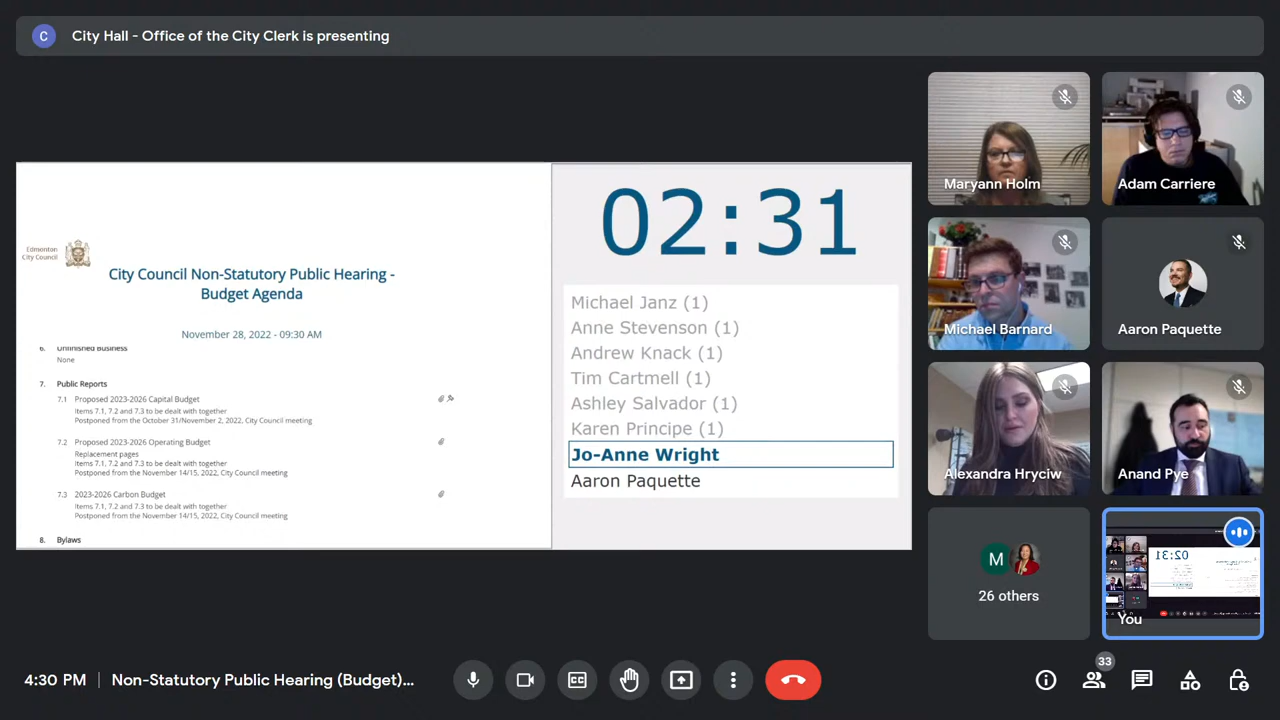 C
City Hall - Office of the City Clerk is presenting
Edmonton
City Council
City Council Non-Statutory Public Hearing -
Budget Agenda
November 28, 2022 - 09:30 AM
6. Unfinished Business
None
7. Public Reports
7.1 Proposed 2023-2026 Capital Budget
Items 7.1, 7.2 and 7.3 to be dealt with together
Postponed from the October 31/November 2, 2022, City Council meeting
7.2 Proposed 2023-2026 Operating Budget
Replacement pages
Items 7.1, 7.2 and 7.3 to be dealt with together
Postponed from the November 14/15, 2022, City Council meeting
7.3 2023-2026 Carbon Budget
Items 7.1, 7.2 and 7.3 to be dealt with together
Postponed from the November 14/15, 2022, City Council meeting
8. Bylaws
02:31
Michael Janz (1)
Anne Stevenson (1)
Andrew Knack (1)
Tim Cartmell (1)
Ashley Salvador (1)
Karen Principe (1)
Jo-Anne Wright
Aaron Paquette
Maryann Holm
Adam Carriere
Michael Barnard
Aaron Paquette
Alexandra Hryciw
Anand Pye
M
26 others
02:31
You
4:30 PM | Non-Statutory Public Hearing (Budget)...
CC
33